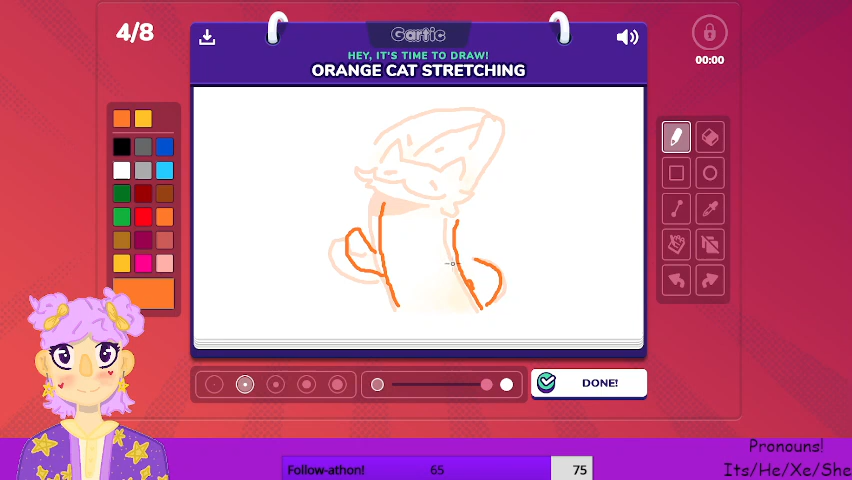 4/8
Gartic
HEY, IT'S TIME TO DRAW!
ORANGE CAT STRETCHING
00:00
DONE!
Pronouns!
Its/He/Xe/She
Follow-athon! 65 75